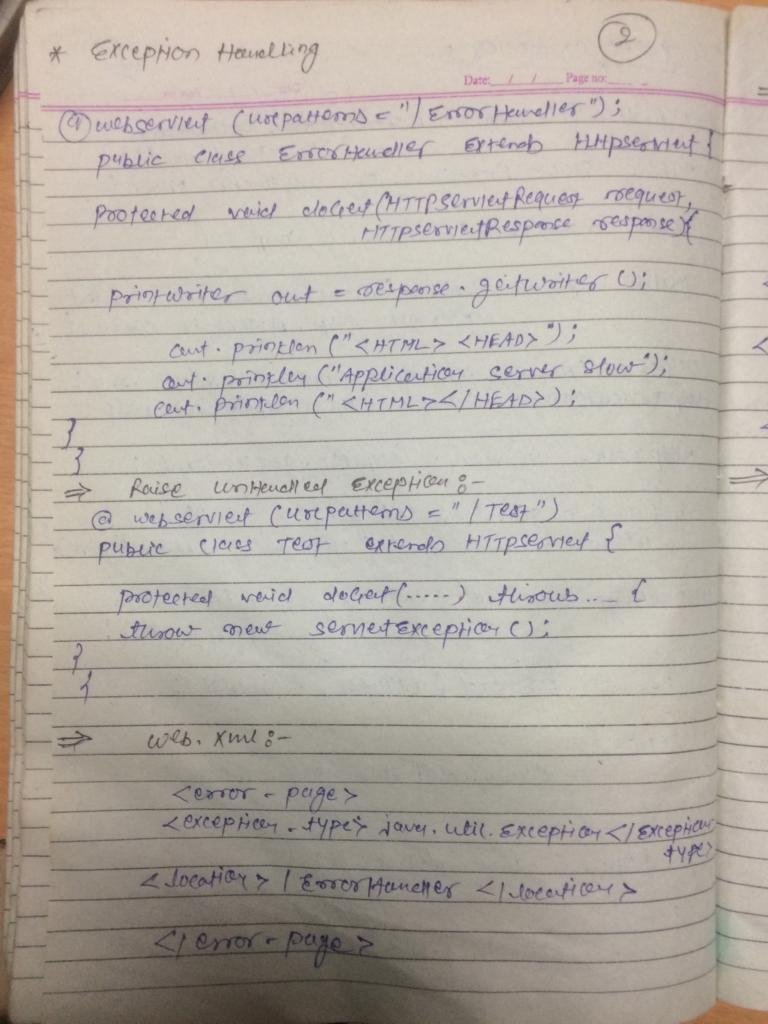 2
* Exception Handling
Date: / / Page no:
@webservlet (urlpatterns = "/ErrorHandler");
public class ErrorHandler Extends HttpServlet {
Protected void doGet(HTTPServletRequest request,
HTTPservletResponse response){
printwriter out = response.getwriter ();
out.println ("<HTML> <HEAD>");
out.println ("Application server slow");
out.println ("<HTML></HEAD>);
}
}
⇒ Raise UnHandled Exception :-
@ webservlet (urlpatterns = "/Test")
public class Test extends HTTPservlet {
protected void doGet(.....) throws.... {
throw new servletException ();
}
{
⇒ web.xml :-
<error-page>
<exception-type> java.util.Exception</Exception
type>
<location> /ErrorHandler </location>
</error-page>